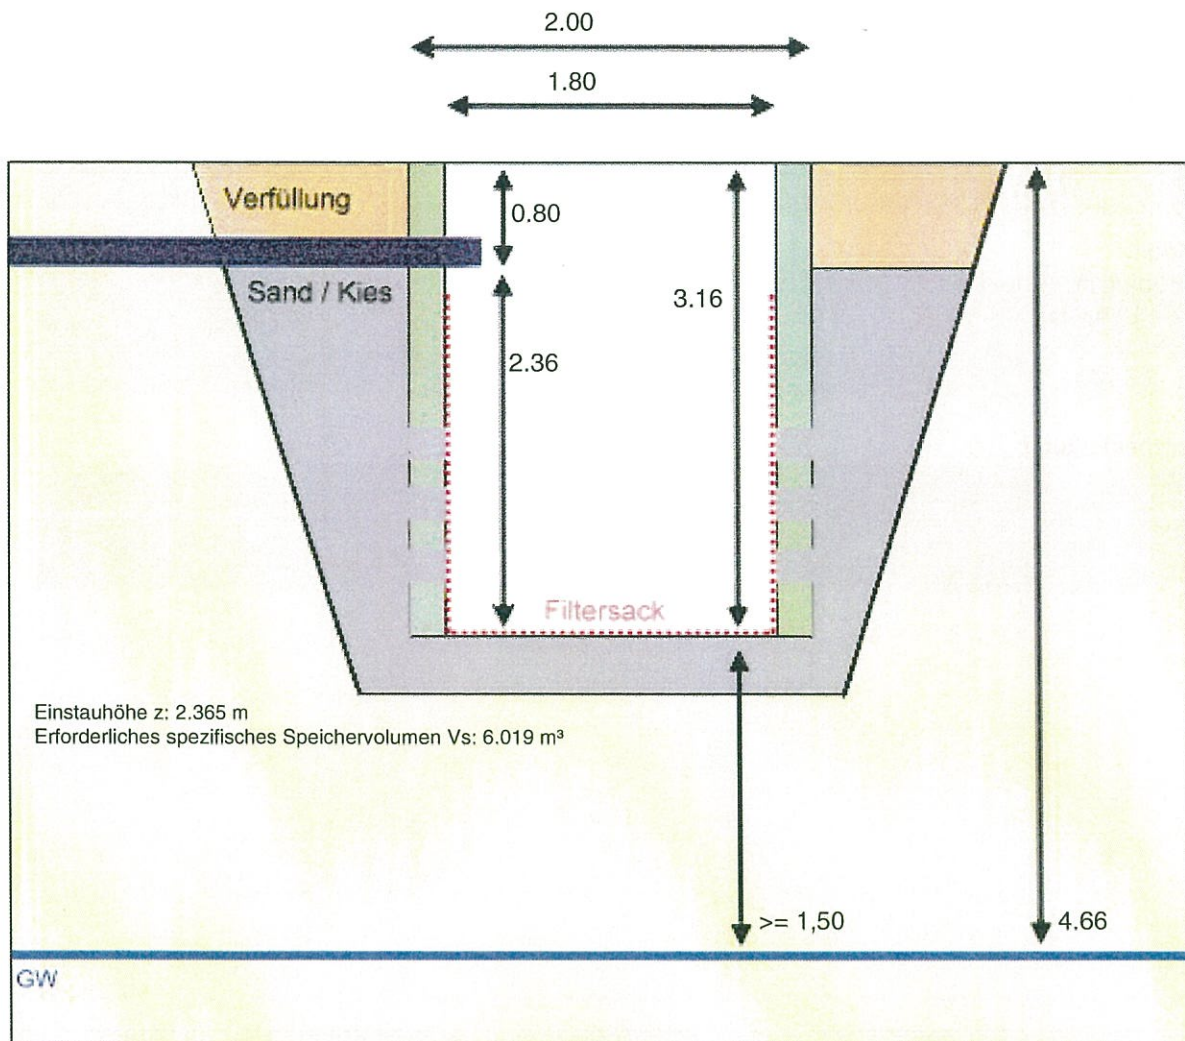 2.00
1.80
Verfüllung
0.80
Sand / Kies
3.16
2.36
Filtersack
Einstauhöhe z: 2.365 m
Erforderliches spezifisches Speichervolumen Vs: 6.019 m³
>= 1,50
4.66
GW